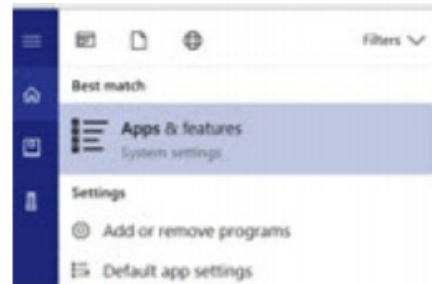 Filters
Best match
Apps & features
System settings
Settings
Add or remove programs
Default app settings